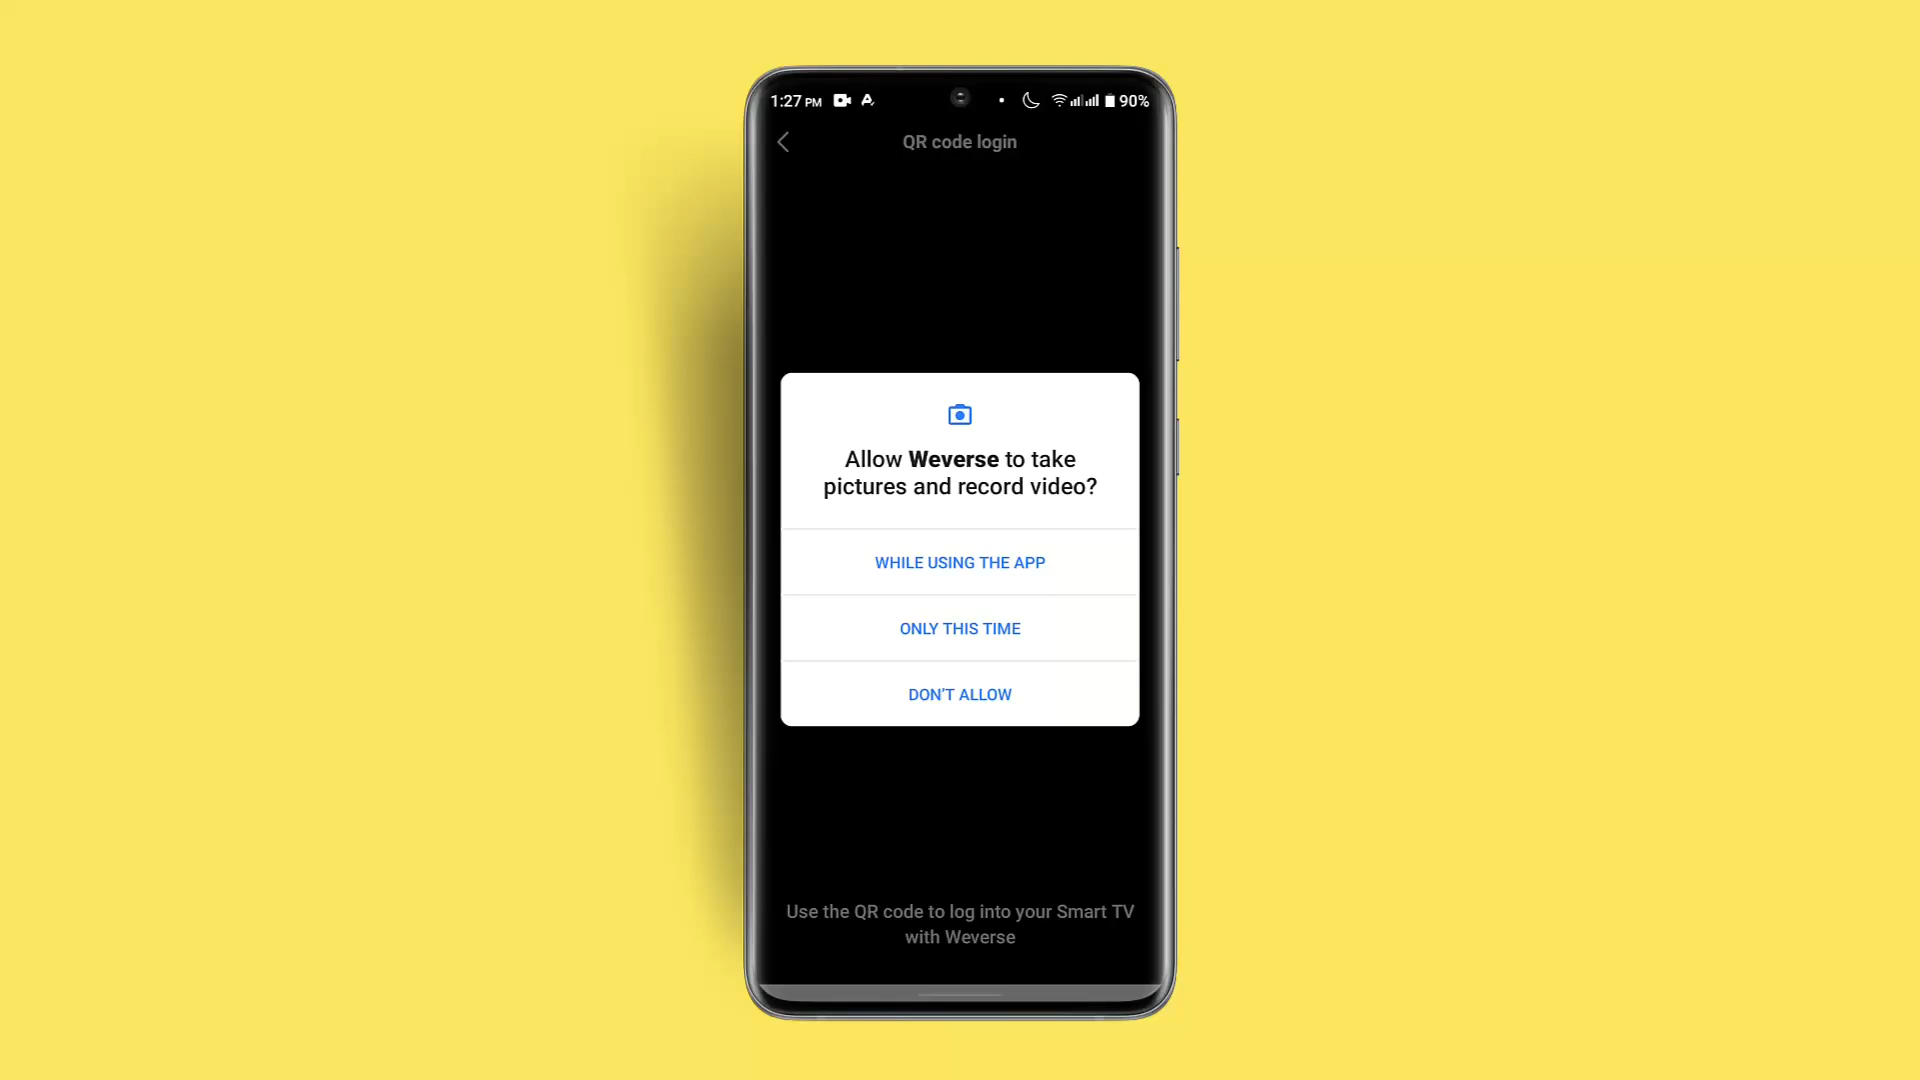 1:27 PM 90%
QR code login
Allow Weverse to take
pictures and record video?
WHILE USING THE APP
ONLY THIS TIME
DON'T ALLOW
Use the QR code to log into your Smart TV
with Weverse